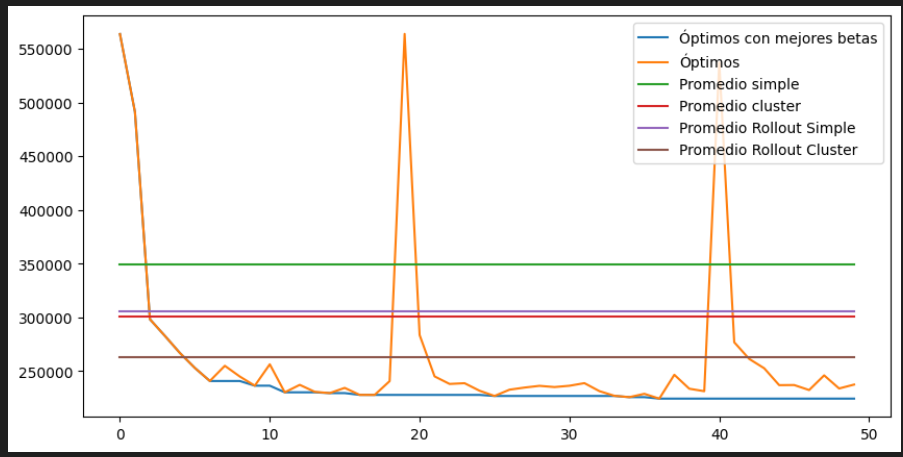 550000
500000
450000
400000
350000
300000
250000
0
10
20
30
40
50
Óptimos con mejores betas
Óptimos
Promedio simple
Promedio cluster
Promedio Rollout Simple
Promedio Rollout Cluster